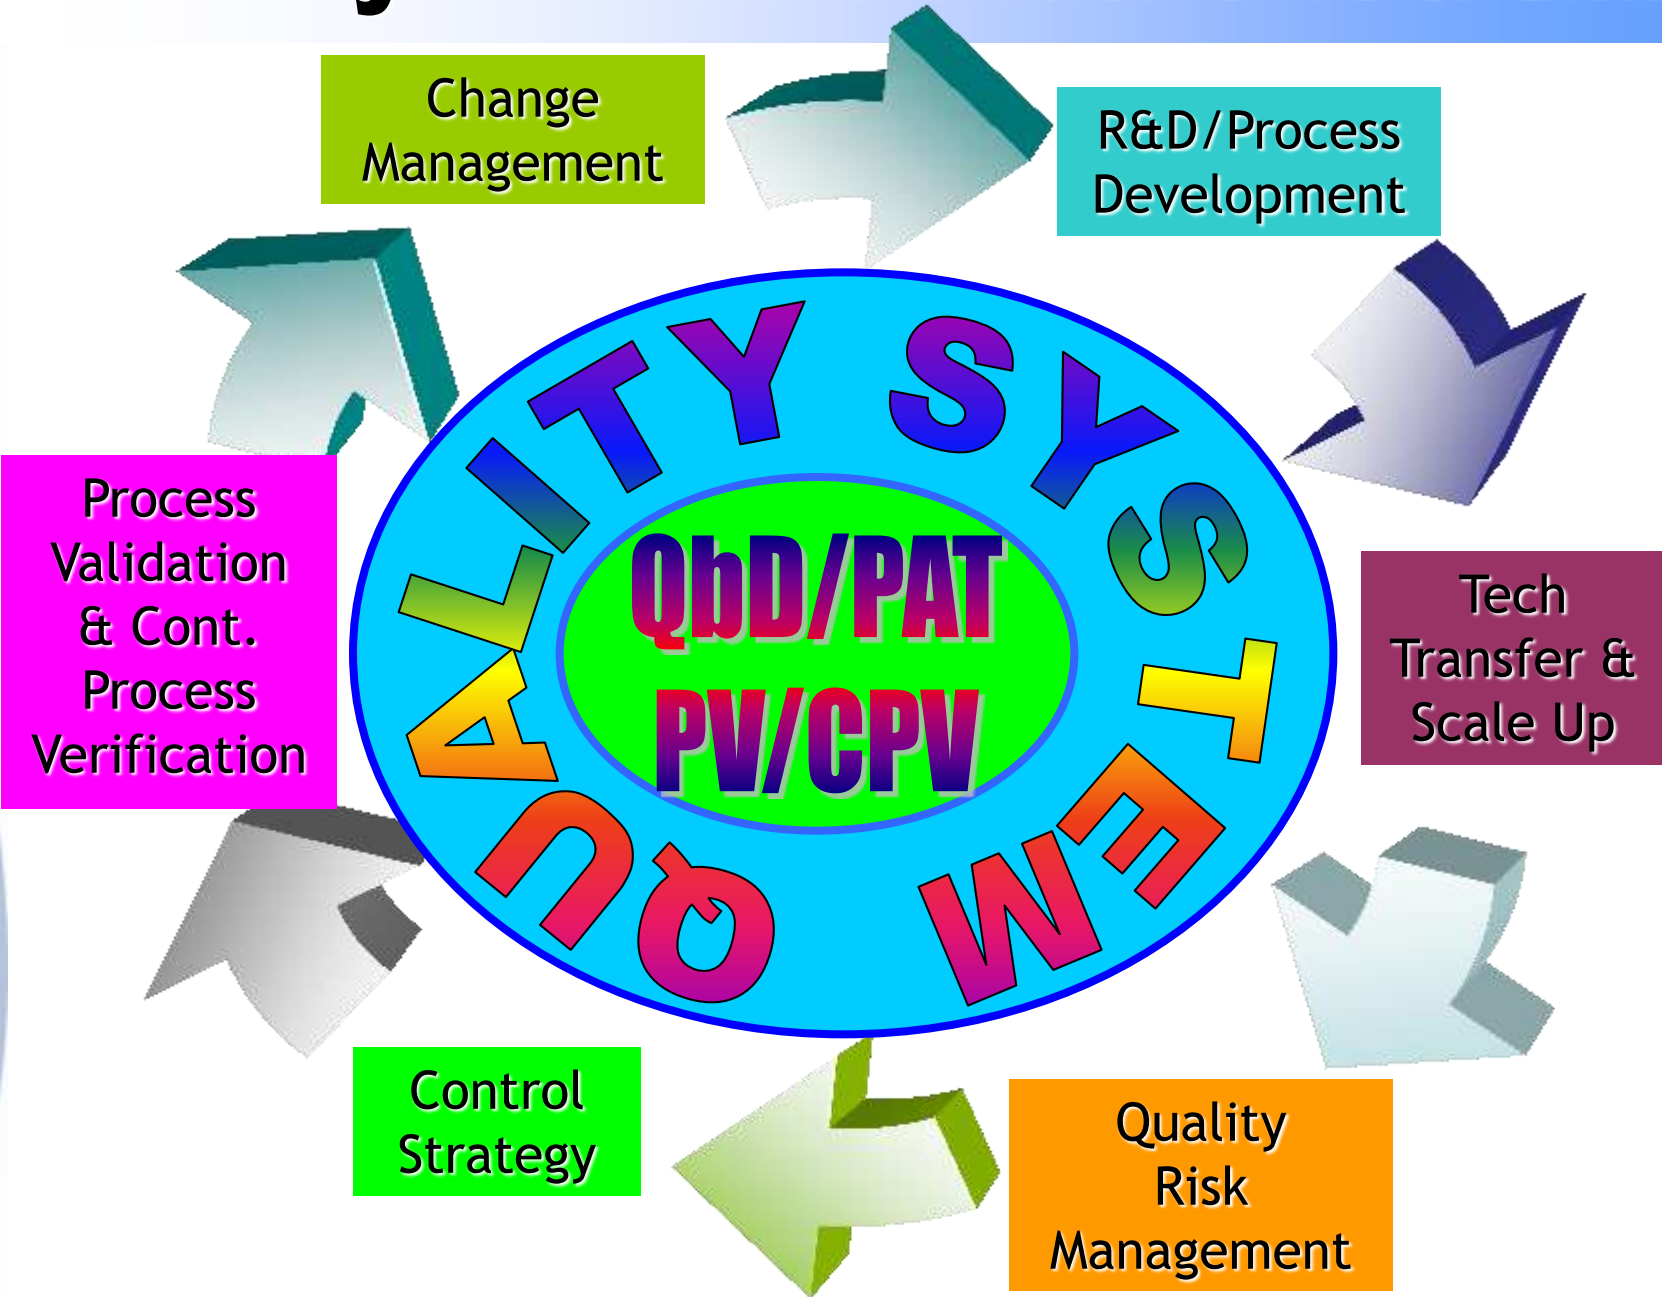 Change
Management
R&D/Process
Development
Tech
Transfer &
Scale Up
Quality
Risk
Management
Control
Strategy
Process
Validation
& Cont.
Process
Verification
QUALITY SYSTEM
QbD/PAT
PV/CPV